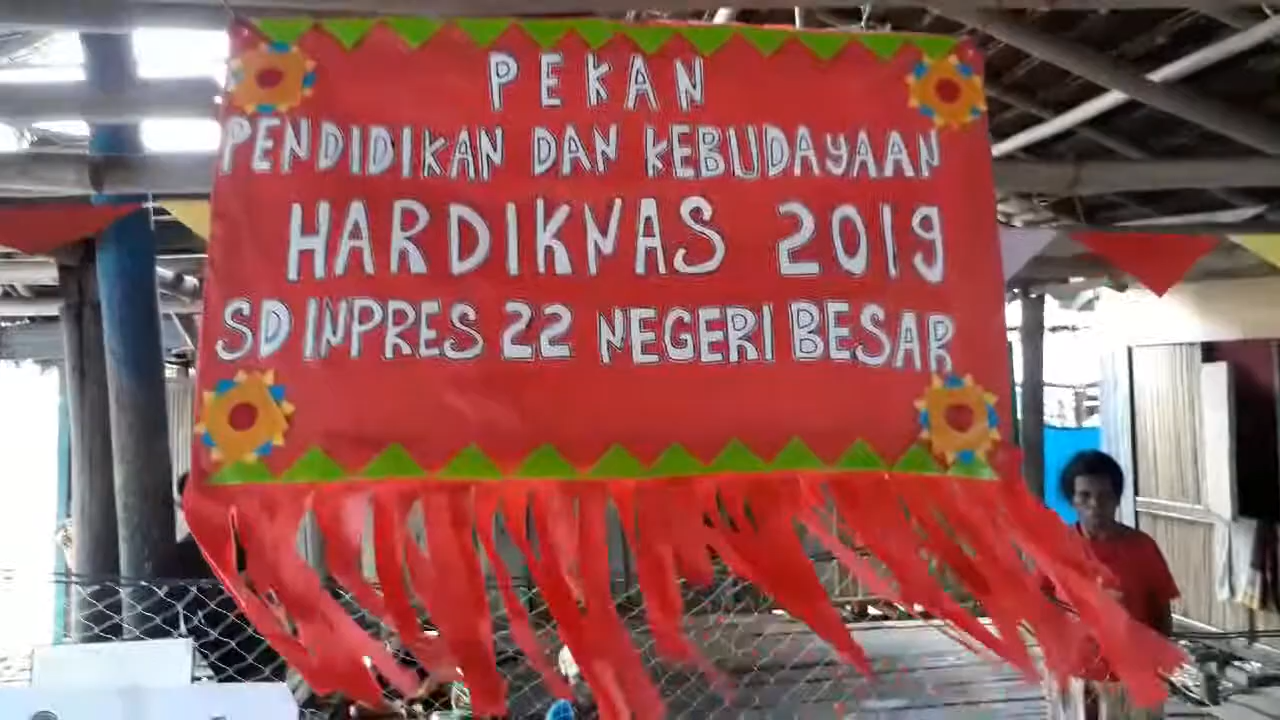 PEKAN
PENDIDIKAN DAN KEBUDAYAAN
HARDIKNAS 2019
SD INPRES 22 NEGERI BESAR